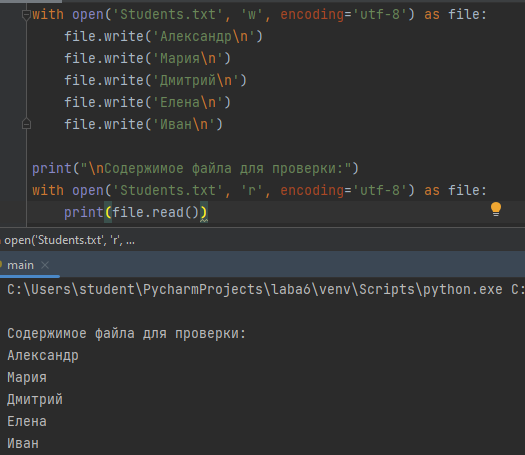 with open('Students.txt', 'w', encoding='utf-8') as file:
    file.write('Александр\n')
    file.write('Мария\n')
    file.write('Дмитрий\n')
    file.write('Елена\n')
    file.write('Иван\n')

print("\nСодержимое файла для проверки:")
with open('Students.txt', 'r', encoding='utf-8') as file:
    print(file.read())
open('Students.txt', 'r', ...
main
C:\Users\student\PycharmProjects\laba6\venv\Scripts\python.exe C:
Содержимое файла для проверки:
Александр
Мария
Дмитрий
Елена
Иван